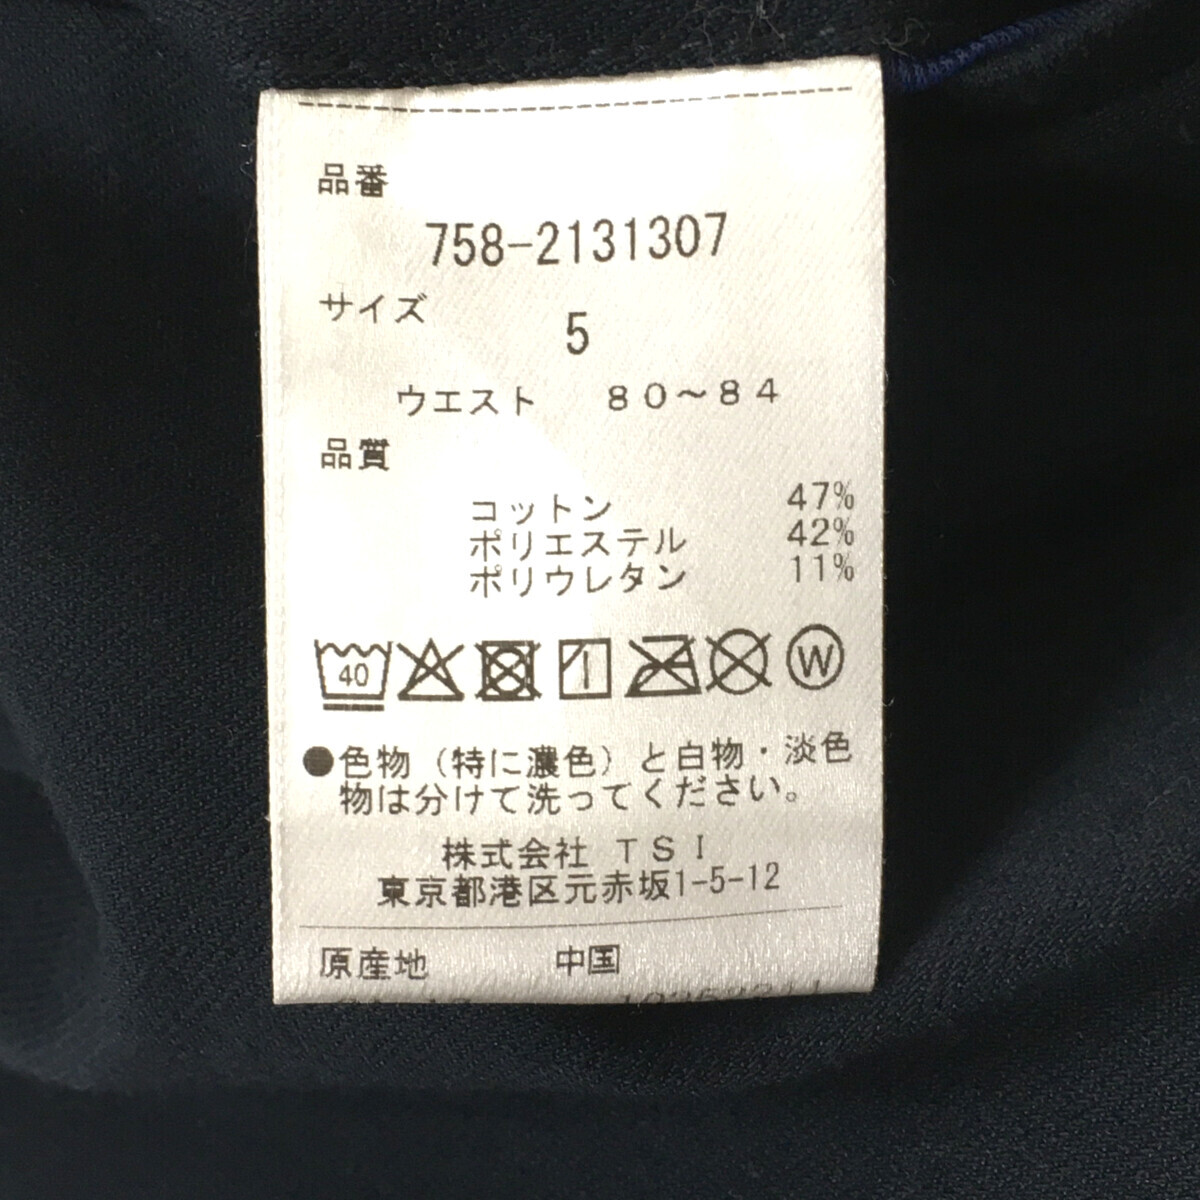 品番
758-2131307
サイズ 5
ウエスト 80～84
品質
コットン 47%
ポリエステル 42%
ポリウレタン 11%
40 W
●色物（特に濃色）と白物・淡色
物は分けて洗ってください。
株式会社 TSI
東京都港区元赤坂1-5-12
原産地 中国